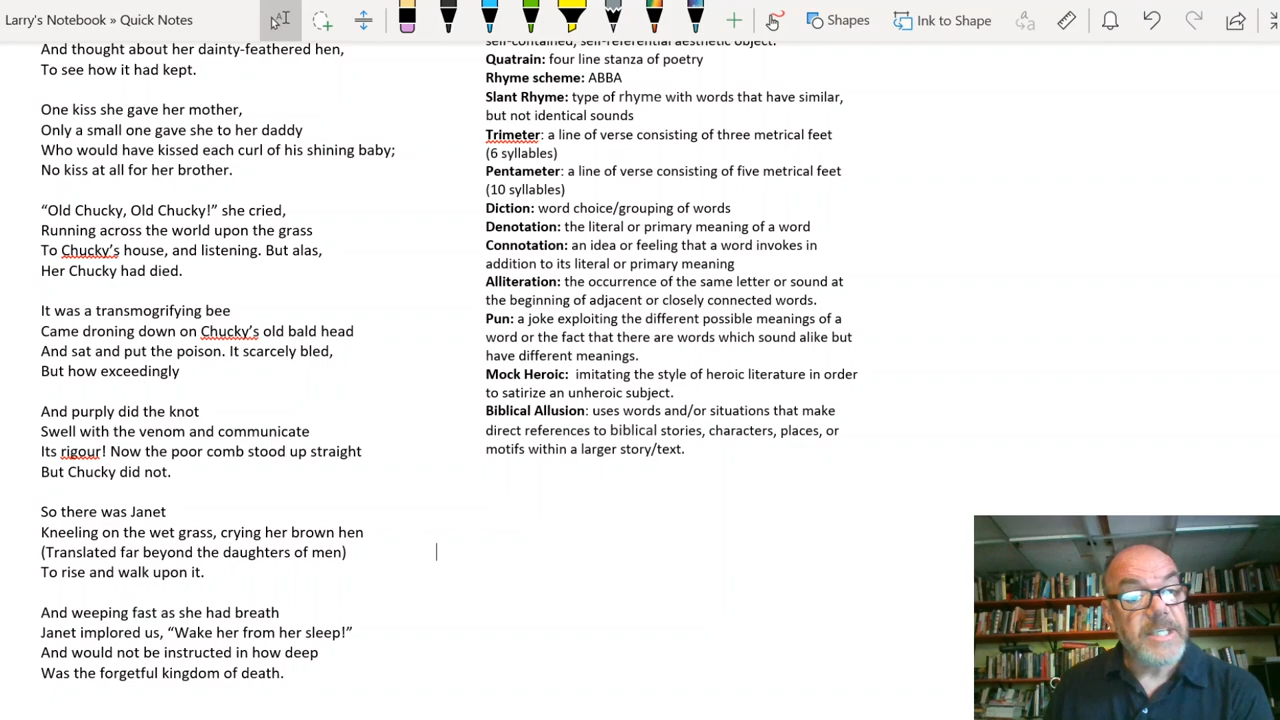 Larry's Notebook » Quick Notes
Shapes
Ink to Shape
And thought about her dainty-feathered hen,
To see how it had kept.
One kiss she gave her mother,
Only a small one gave she to her daddy
Who would have kissed each curl of his shining baby;
No kiss at all for her brother.
“Old Chucky, Old Chucky!” she cried,
Running across the world upon the grass
To Chucky’s house, and listening. But alas,
Her Chucky had died.
It was a transmogrifying bee
Came droning down on Chucky’s old bald head
And sat and put the poison. It scarcely bled,
But how exceedingly
And purply did the knot
Swell with the venom and communicate
Its rigour! Now the poor comb stood up straight
But Chucky did not.
So there was Janet
Kneeling on the wet grass, crying her brown hen
(Translated far beyond the daughters of men)
To rise and walk upon it.
And weeping fast as she had breath
Janet implored us, “Wake her from her sleep!”
And would not be instructed in how deep
Was the forgetful kingdom of death.
self-contained, self-referential aesthetic object.
Quatrain: four line stanza of poetry
Rhyme scheme: ABBA
Slant Rhyme: type of rhyme with words that have similar,
but not identical sounds
Trimeter: a line of verse consisting of three metrical feet
(6 syllables)
Pentameter: a line of verse consisting of five metrical feet
(10 syllables)
Diction: word choice/grouping of words
Denotation: the literal or primary meaning of a word
Connotation: an idea or feeling that a word invokes in
addition to its literal or primary meaning
Alliteration: the occurrence of the same letter or sound at
the beginning of adjacent or closely connected words.
Pun: a joke exploiting the different possible meanings of a
word or the fact that there are words which sound alike but
have different meanings.
Mock Heroic: imitating the style of heroic literature in order
to satirize an unheroic subject.
Biblical Allusion: uses words and/or situations that make
direct references to biblical stories, characters, places, or
motifs within a larger story/text.